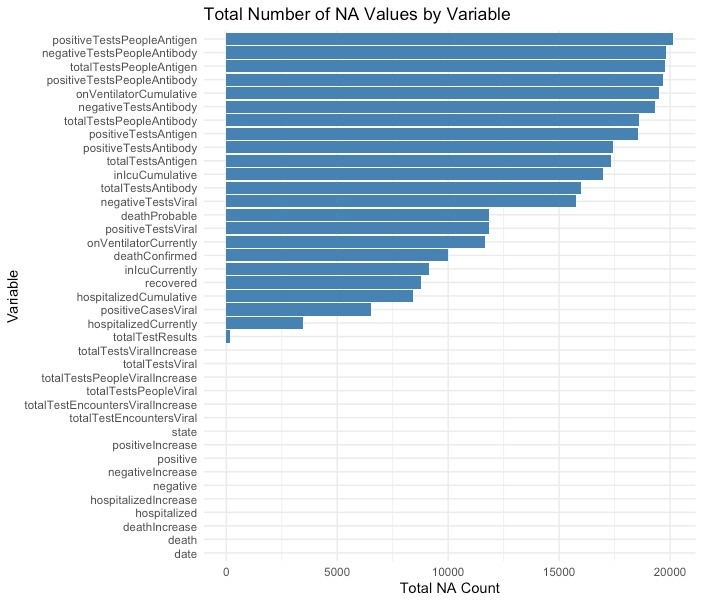 Total Number of NA Values by Variable
positiveTestsPeopleAntigen
negativeTestsPeopleAntibody
totalTestsPeopleAntigen
positiveTestsPeopleAntibody
onVentilatorCumulative
negativeTestsAntibody
totalTestsPeopleAntibody
positiveTestsAntigen
positiveTestsAntibody
totalTestsAntigen
inIcuCumulative
totalTestsAntibody
negativeTestsViral
deathProbable
positiveTestsViral
onVentilatorCurrently
deathConfirmed
inIcuCurrently
recovered
hospitalizedCumulative
positiveCasesViral
hospitalizedCurrently
totalTestResults
totalTestsViralIncrease
totalTestsViral
totalTestsPeopleViralIncrease
totalTestsPeopleViral
totalTestEncountersViralIncrease
totalTestEncountersViral
state
positiveIncrease
positive
negativeIncrease
negative
hospitalizedIncrease
hospitalized
deathIncrease
death
date
Variable
0 5000 10000 15000 20000
Total NA Count